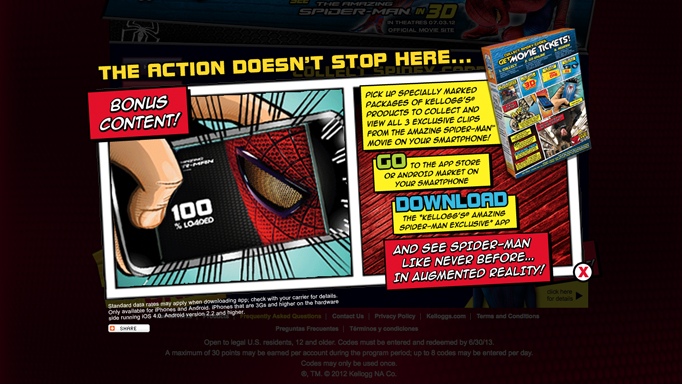 THE AMAZING
SPIDER-MAN IN 3D
IN THEATRES 07.03.12
OFFICIAL MOVIE SITE
THE ACTION DOESN'T STOP HERE...
BONUS
CONTENT!
100
% LOADED
PICK UP SPECIALLY MARKED
PACKAGES OF KELLOGG'S®
PRODUCTS TO COLLECT AND
VIEW ALL 3 EXCLUSIVE CLIPS
FROM THE AMAZING SPIDER-MAN™
MOVIE ON YOUR SMARTPHONE!
GET MOVIE TICKETS!
GO TO THE APP STORE
OR ANDROID MARKET ON
YOUR SMARTPHONE
DOWNLOAD
THE "KELLOGG'S® AMAZING
SPIDER-MAN EXCLUSIVE" APP
AND SEE SPIDER-MAN
LIKE NEVER BEFORE...
IN AUGMENTED REALITY!
X
click here
for details
Standard data rates may apply when downloading app; check with your carrier for details.
Only available for iPhones and Android. iPhones that are 3Gs and higher on the hardware
side running iOS 4.0. Android version 2.2 and higher.
SHARE
Frequently Asked Questions | Contact Us | Privacy Policy | Kelloggs.com | Terms and Conditions
Preguntas Frecuentes | Términos y condiciones
Open to legal U.S. residents, 12 and older. Codes must be entered and redeemed by 6/30/13.
A maximum of 30 points may be earned per account during the program period; up to 8 codes may be entered per day.
Codes may only be used once.
®, TM, © 2012 Kellogg NA Co.